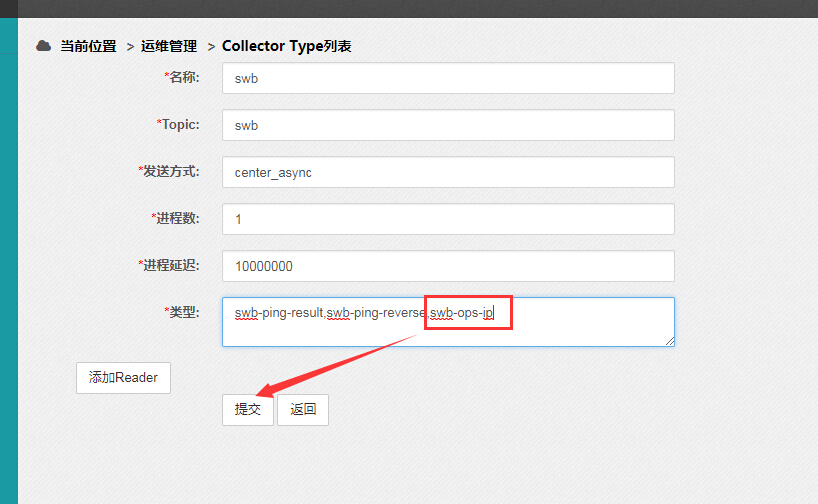 当前位置 > 运维管理 > Collector Type列表
*名称: swb
*Topic: swb
*发送方式: center_async
*进程数: 1
*进程延迟: 10000000
*类型: swb-ping-result,swb-ping-reverse,swb-ops-ip
添加Reader
提交 返回